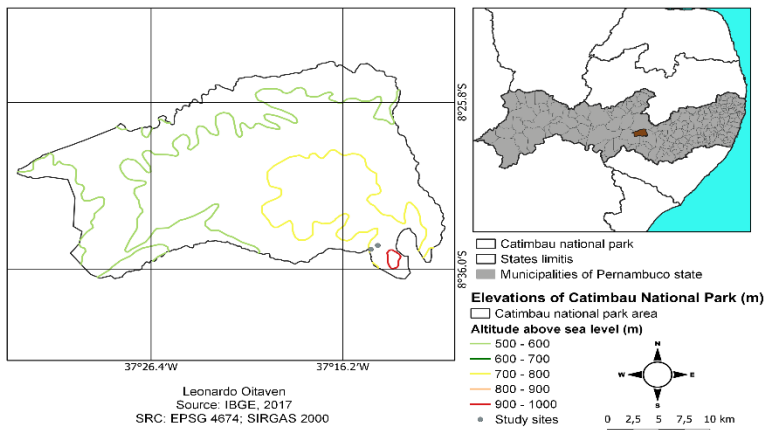 8°25.8'S
8°36.0'S
37°26.4'W
37°16.2'W
Leonardo Oitaven
Source: IBGE, 2017
SRC: EPSG 4674; SIRGAS 2000
Catimbau national park
States limitis
Municipalities of Pernambuco state
Elevations of Catimbau National Park (m)
Catimbau national park area
Altitude above sea level (m)
500 - 600
600 - 700
700 - 800
800 - 900
900 - 1000
Study sites
N
W
E
S
0 2,5 5 7,5 10 km